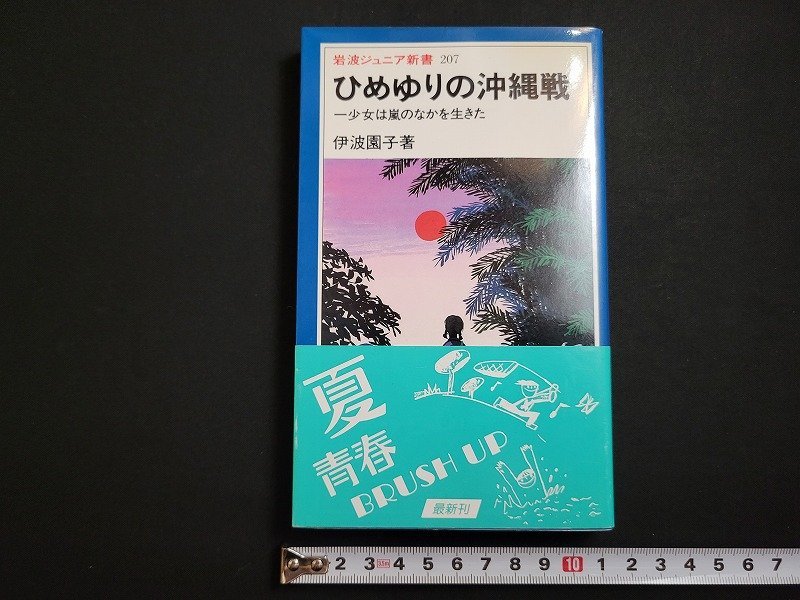 岩波ジュニア新書 207
ひめゆりの沖縄戦
—少女は嵐のなかを生きた
伊波園子著
夏
青春
BRUSH UP
最新刊
2 3 3.5m 4 5 6 7 8 9 10 1 2 3 4 5 6 7